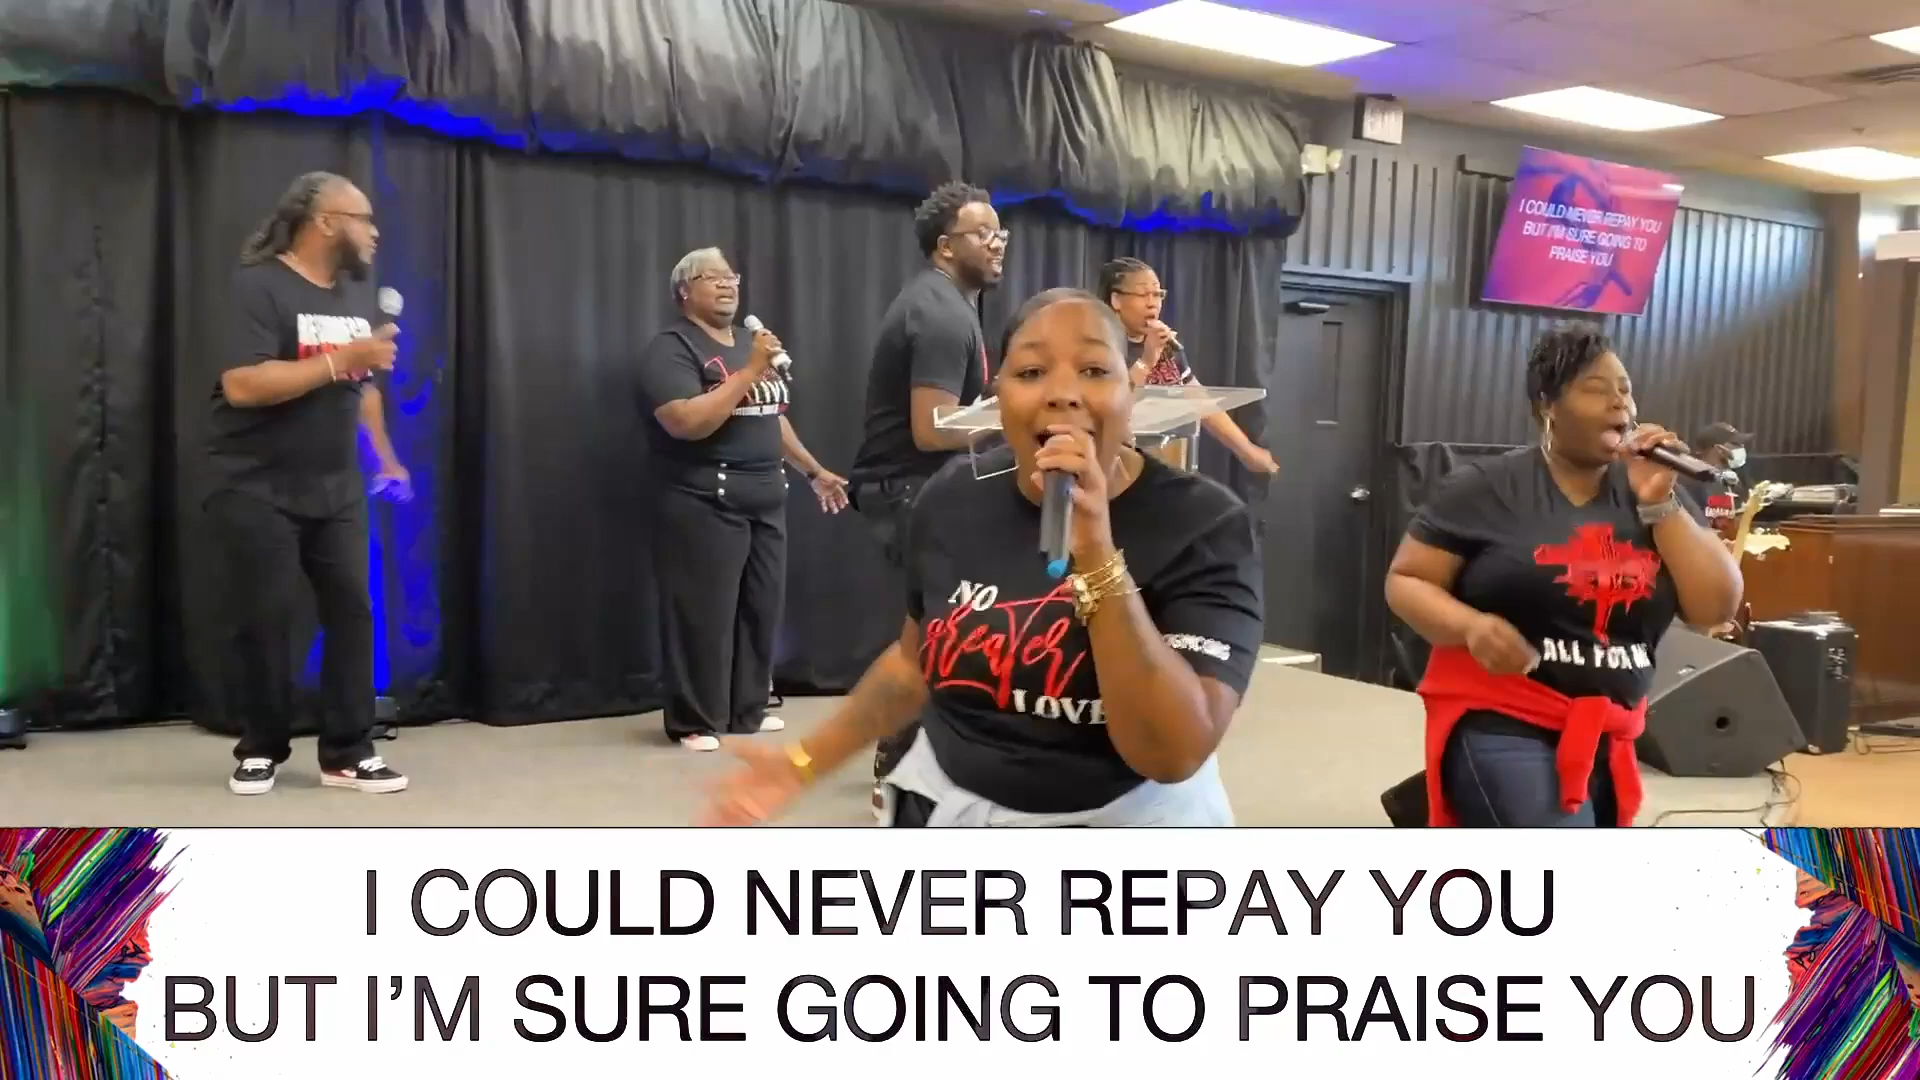 I COULD NEVER REPAY YOU
BUT I'M SURE GOING TO
PRAISE YOU
NO
greater
LOVE
ALL FOR ME
I COULD NEVER REPAY YOU
BUT I'M SURE GOING TO PRAISE YOU